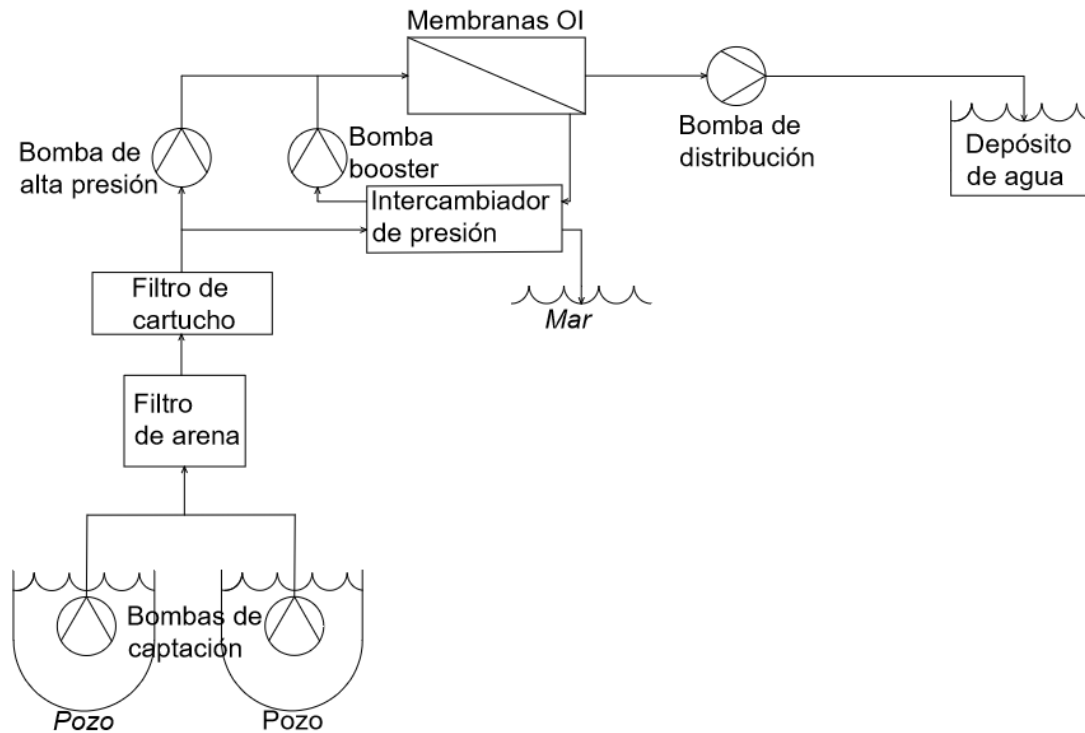 Membranas OI
Bomba de
alta presión
Bomba
booster
Bomba de
distribución
Depósito
de agua
Intercambiador
de presión
Filtro de
cartucho
Mar
Filtro
de arena
Bombas de
captación
Pozo
Pozo